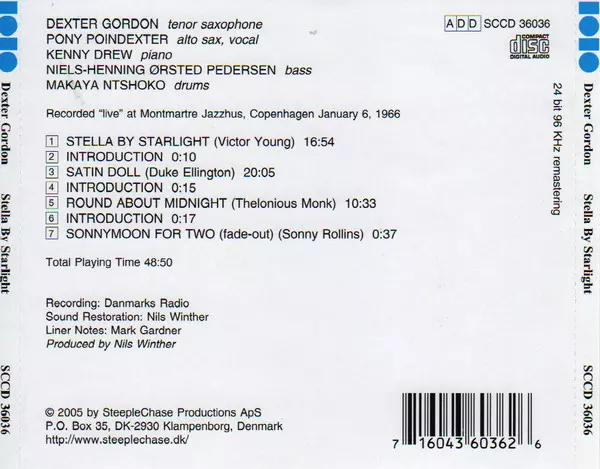 DEXTER GORDON tenor saxophone
PONY POINDEXTER alto sax, vocal
KENNY DREW piano
NIELS-HENNING ØRSTED PEDERSEN bass
MAKAYA NTSHOKO drums
ADD SCCD 36036
COMPACT
disc
DIGITAL AUDIO
Recorded "live" at Montmartre Jazzhus, Copenhagen January 6, 1966
1 STELLA BY STARLIGHT (Victor Young) 16:54
2 INTRODUCTION 0:10
3 SATIN DOLL (Duke Ellington) 20:05
4 INTRODUCTION 0:15
5 ROUND ABOUT MIDNIGHT (Thelonious Monk) 10:33
6 INTRODUCTION 0:17
7 SONNYMOON FOR TWO (fade-out) (Sonny Rollins) 0:37
Total Playing Time 48:50
Recording: Danmarks Radio
Sound Restoration: Nils Winther
Liner Notes: Mark Gardner
Produced by Nils Winther
© 2005 by SteepleChase Productions ApS
P.O. Box 35, DK-2930 Klampenborg, Denmark
http://www.steeplechase.dk/
7 16043 60362 6
24 bit 96 KHz remastering
Dexter Gordon Stella By Starlight SCCD 36036
Dexter Gordon Stella By Starlight SCCD 36036